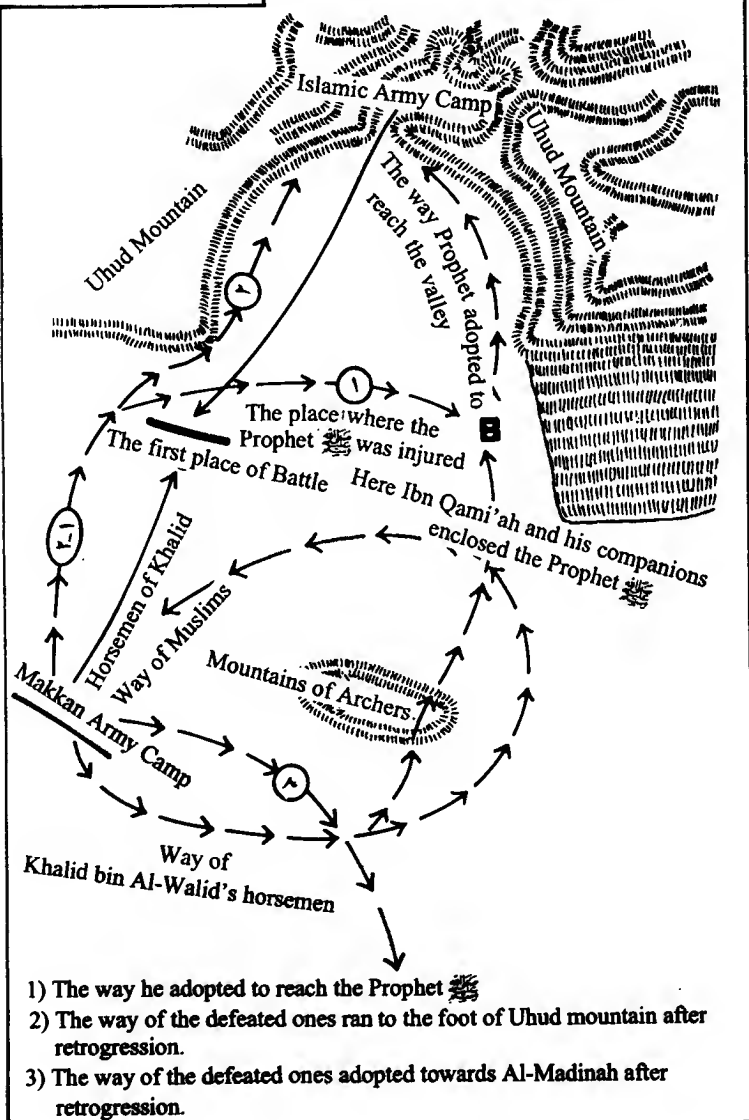 Islamic Army Camp
Uhud Mountain
Uhud Mountain
The way Prophet adopted to
reach the valley
٢
١
The place where the
Prophet ﷺ was injured
The first place of Battle
Here Ibn Qami'ah and his companions
enclosed the Prophet ﷺ
٢-١
Horsemen of Khalid
Way of Muslims
Mountains of Archers
Makkan Army Camp
٣
Way of
Khalid bin Al-Walid's horsemen
1) The way he adopted to reach the Prophet ﷺ
2) The way of the defeated ones ran to the foot of Uhud mountain after
retrogression.
3) The way of the defeated ones adopted towards Al-Madinah after
retrogression.